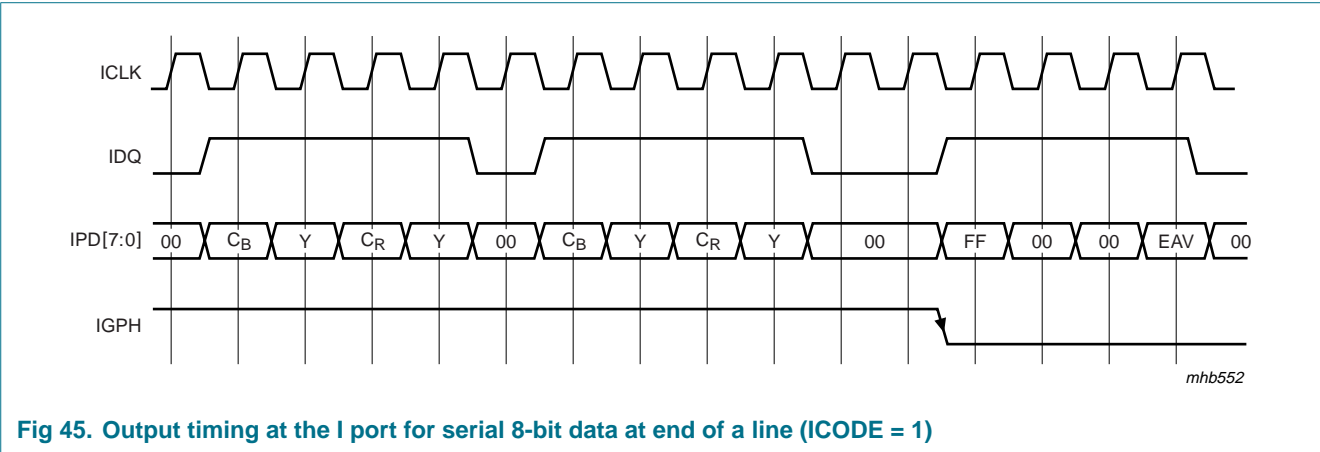 ICLK
IDQ
IPD[7:0] 00 CB Y CR Y 00 CB Y CR Y 00 FF 00 00 EAV 00
IGPH
mhb552
Fig 45. Output timing at the I port for serial 8-bit data at end of a line (ICODE = 1)